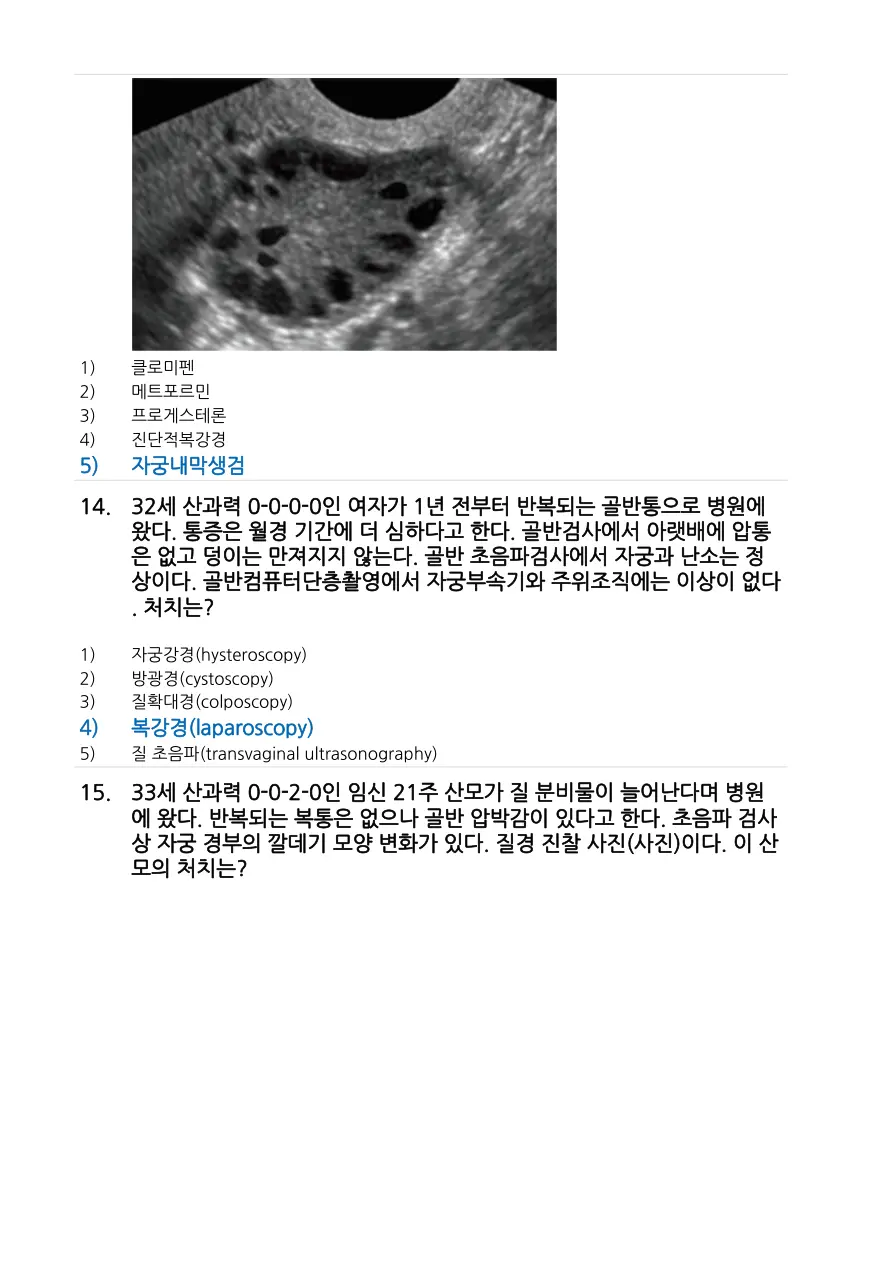 1) 클로미펜
2) 메트포르민
3) 프로게스테론
4) 진단적복강경
5) 자궁내막생검
14. 32세 산과력 0-0-0-0인 여자가 1년 전부터 반복되는 골반통으로 병원에
왔다. 통증은 월경 기간에 더 심하다고 한다. 골반검사에서 아랫배에 압통
은 없고 덩이는 만져지지 않는다. 골반 초음파검사에서 자궁과 난소는 정
상이다. 골반컴퓨터단층촬영에서 자궁부속기와 주위조직에는 이상이 없다
. 처치는?
1) 자궁강경(hysteroscopy)
2) 방광경(cystoscopy)
3) 질확대경(colposcopy)
4) 복강경(laparoscopy)
5) 질 초음파(transvaginal ultrasonography)
15. 33세 산과력 0-0-2-0인 임신 21주 산모가 질 분비물이 늘어난다며 병원
에 왔다. 반복되는 복통은 없으나 골반 압박감이 있다고 한다. 초음파 검사
상 자궁 경부의 깔데기 모양 변화가 있다. 질경 진찰 사진(사진)이다. 이 산
모의 처치는?